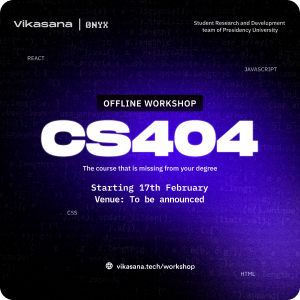 Vikasana | ONYX
Student Research and Development
team of Presidency University
REACT
JAVASCRIPT
OFFLINE WORKSHOP
CS404
The course that is missing from your degree
Starting 17th February
Venue: To be announced
CSS
vikasana.tech/workshop
HTML